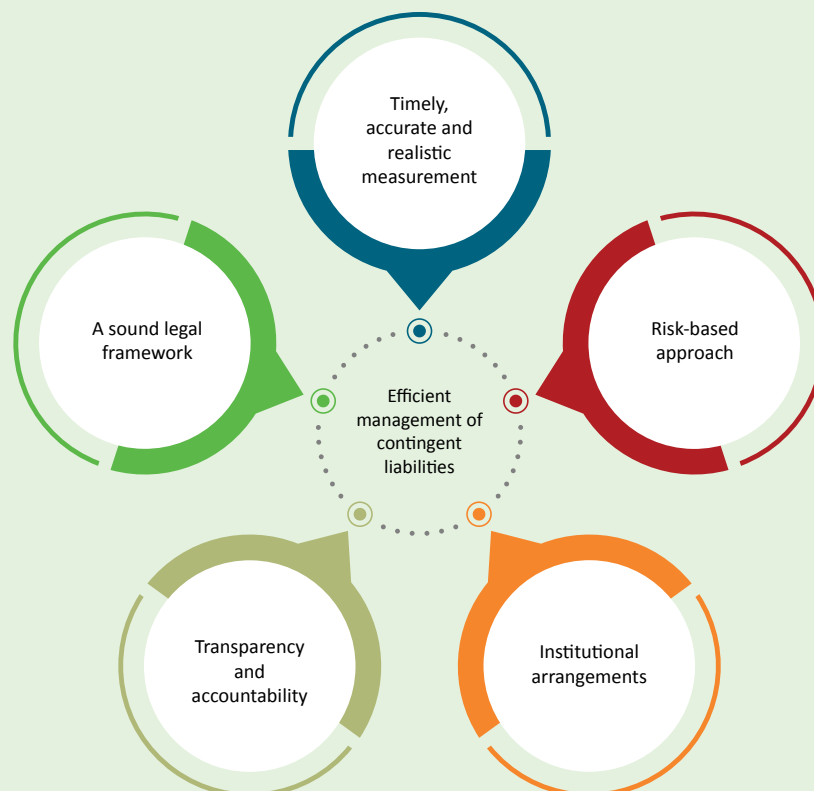 Timely,
accurate and
realistic
measurement
A sound legal
framework
Risk-based
approach
Efficient
management of
contingent
liabilities
Transparency
and
accountability
Institutional
arrangements